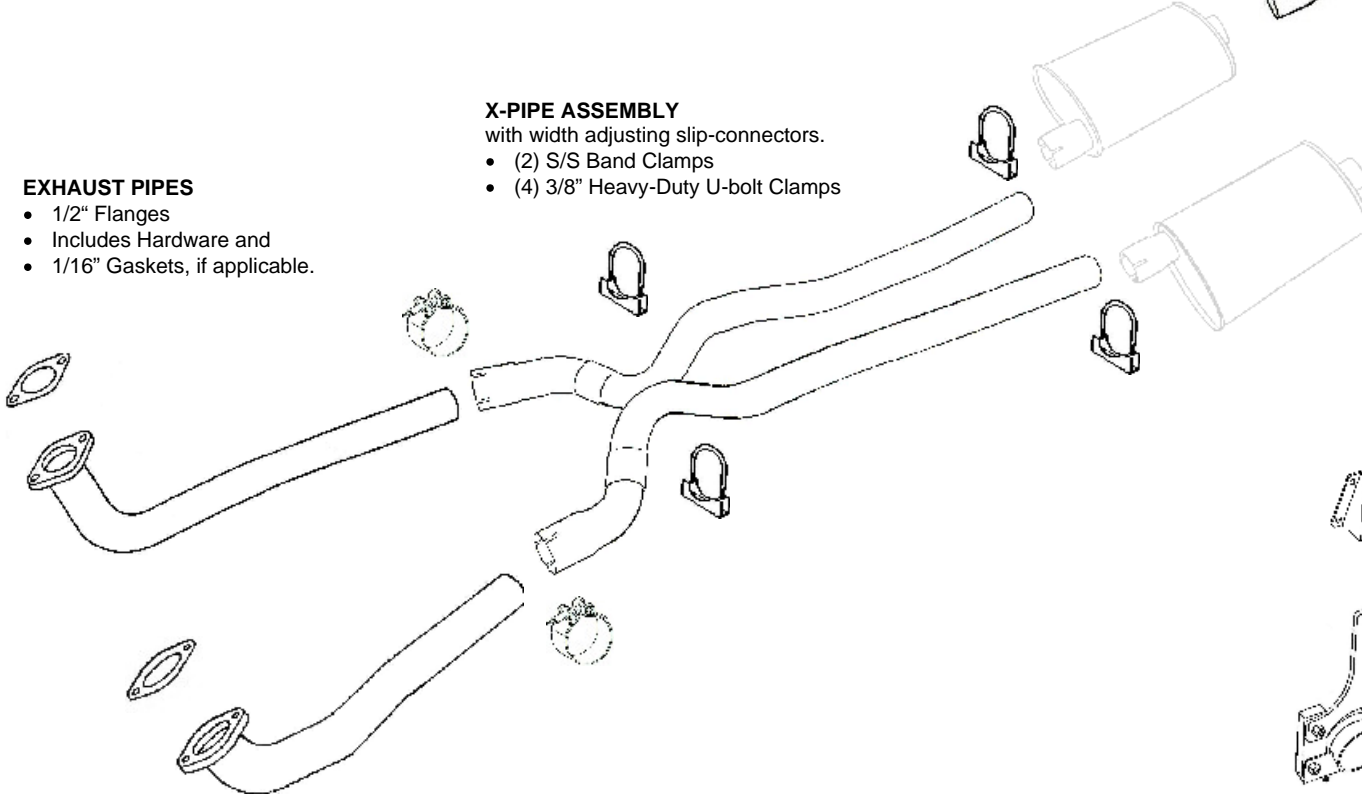 X-PIPE ASSEMBLY
with width adjusting slip-connectors.
• (2) S/S Band Clamps
• (4) 3/8” Heavy-Duty U-bolt Clamps
EXHAUST PIPES
• 1/2“ Flanges
• Includes Hardware and
• 1/16” Gaskets, if applicable.